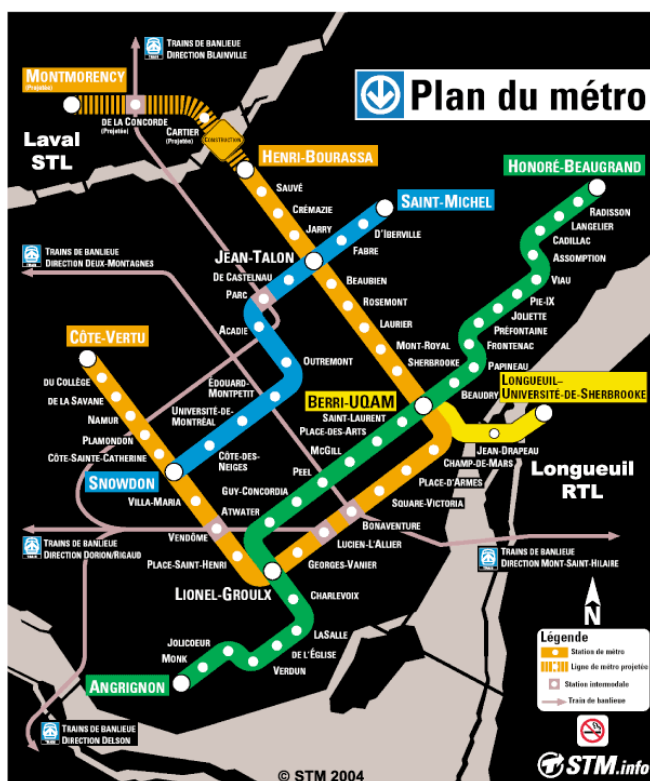 TRAINS DE BANLIEUE
DIRECTION BLAINVILLE
MONTMORENCY
(Projetée)
Plan du métro
DE LA CONCORDE
(Projetée)
CARTIER
(Projetée)
CONSTRUCTION
Laval
STL
HENRI-BOURASSA
HONORÉ-BEAUGRAND
SAUVÉ
SAINT-MICHEL
CRÉMAZIE
RADISSON
JARRY
D'IBERVILLE
LANGELIER
FABRE
CADILLAC
JEAN-TALON
TRAINS DE BANLIEUE
DIRECTION DEUX-MONTAGNES
ASSOMPTION
DE CASTELNAU
BEAUBIEN
VIAU
PARC
ROSEMONT
PIE-IX
JOLIETTE
ACADIE
LAURIER
PRÉFONTAINE
CÔTE-VERTU
MONT-ROYAL
FRONTENAC
OUTREMONT
SHERBROOKE
PAPINEAU
DU COLLÈGE
ÉDOUARD-
MONTPETIT
BEAUDRY
LONGUEUIL–
UNIVERSITÉ-DE-SHERBROOKE
DE LA SAVANE
BERRI-UQAM
NAMUR
UNIVERSITÉ-DE-
MONTRÉAL
SAINT-LAURENT
PLAMONDON
PLACE-DES-ARTS
JEAN-DRAPEAU
CÔTE-SAINTE-CATHERINE
CÔTE-DES-
NEIGES
McGILL
CHAMP-DE-MARS
Longueuil
RTL
SNOWDON
PEEL
PLACE-D'ARMES
VILLA-MARIA
GUY-CONCORDIA
SQUARE-VICTORIA
ATWATER
BONAVENTURE
VENDÔME
LUCIEN-L'ALLIER
TRAINS DE BANLIEUE
DIRECTION DORION/RIGAUD
TRAINS DE BANLIEUE
DIRECTION MONT-SAINT-HILAIRE
PLACE-SAINT-HENRI
GEORGES-VANIER
LIONEL-GROULX
CHARLEVOIX
N
LASALLE
Légende
JOLICOEUR
DE L'ÉGLISE
Station de métro
MONK
VERDUN
Ligne de métro projetée
ANGRIGNON
Station intermodale
Train de banlieue
TRAINS DE BANLIEUE
DIRECTION DELSON
STM.info
© STM 2004